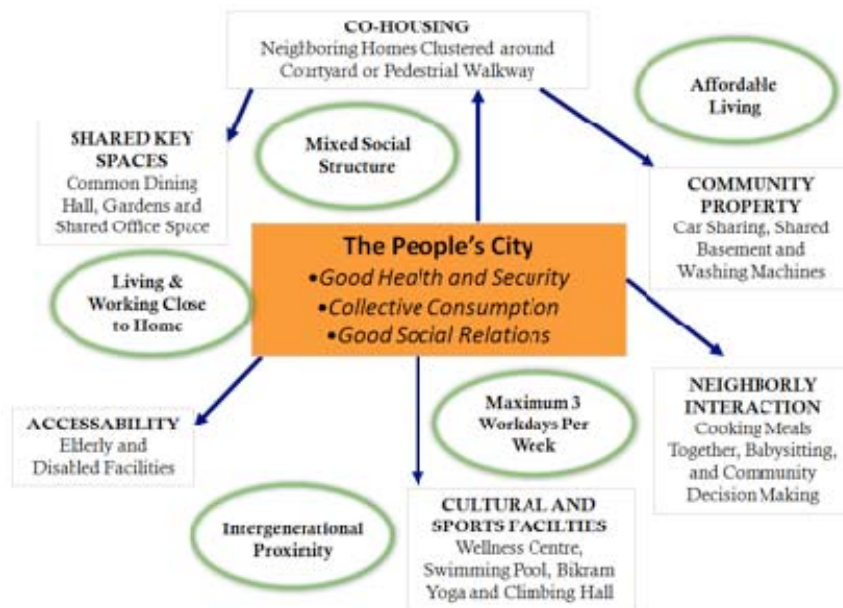 CO-HOUSING
Neighboring Homes Clustered around
Courtyard or Pedestrial Walkway
Affordable
Living
Mixed Social
Structure
SHARED KEY
SPACES
Common Dining
Hall, Gardens and
Shared Office Space
COMMUNITY
PROPERTY
Car Sharing, Shared
Basement and
Washing Machines
The People's City
•Good Health and Security
•Collective Consumption
•Good Social Relations
Living &
Working Close
to Home
NEIGHBORLY
INTERACTION
Cooking Meals
Together, Babysitting,
and Community
Decision Making
Maximum 3
Workdays Per
Week
ACCESSABILITY
Elderly and
Disabled Facilities
Intergenerational
Proximity
CULTURAL AND
SPORTS FACILTIES
Wellness Centre,
Swimming Pool, Bikram
Yoga and Climbing Hall